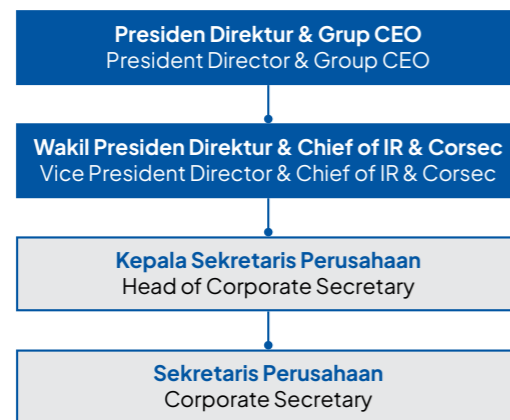 Presiden Direktur & Grup CEO
President Director & Group CEO
Wakil Presiden Direktur & Chief of IR & Corsec
Vice President Director & Chief of IR & Corsec
Kepala Sekretaris Perusahaan
Head of Corporate Secretary
Sekretaris Perusahaan
Corporate Secretary